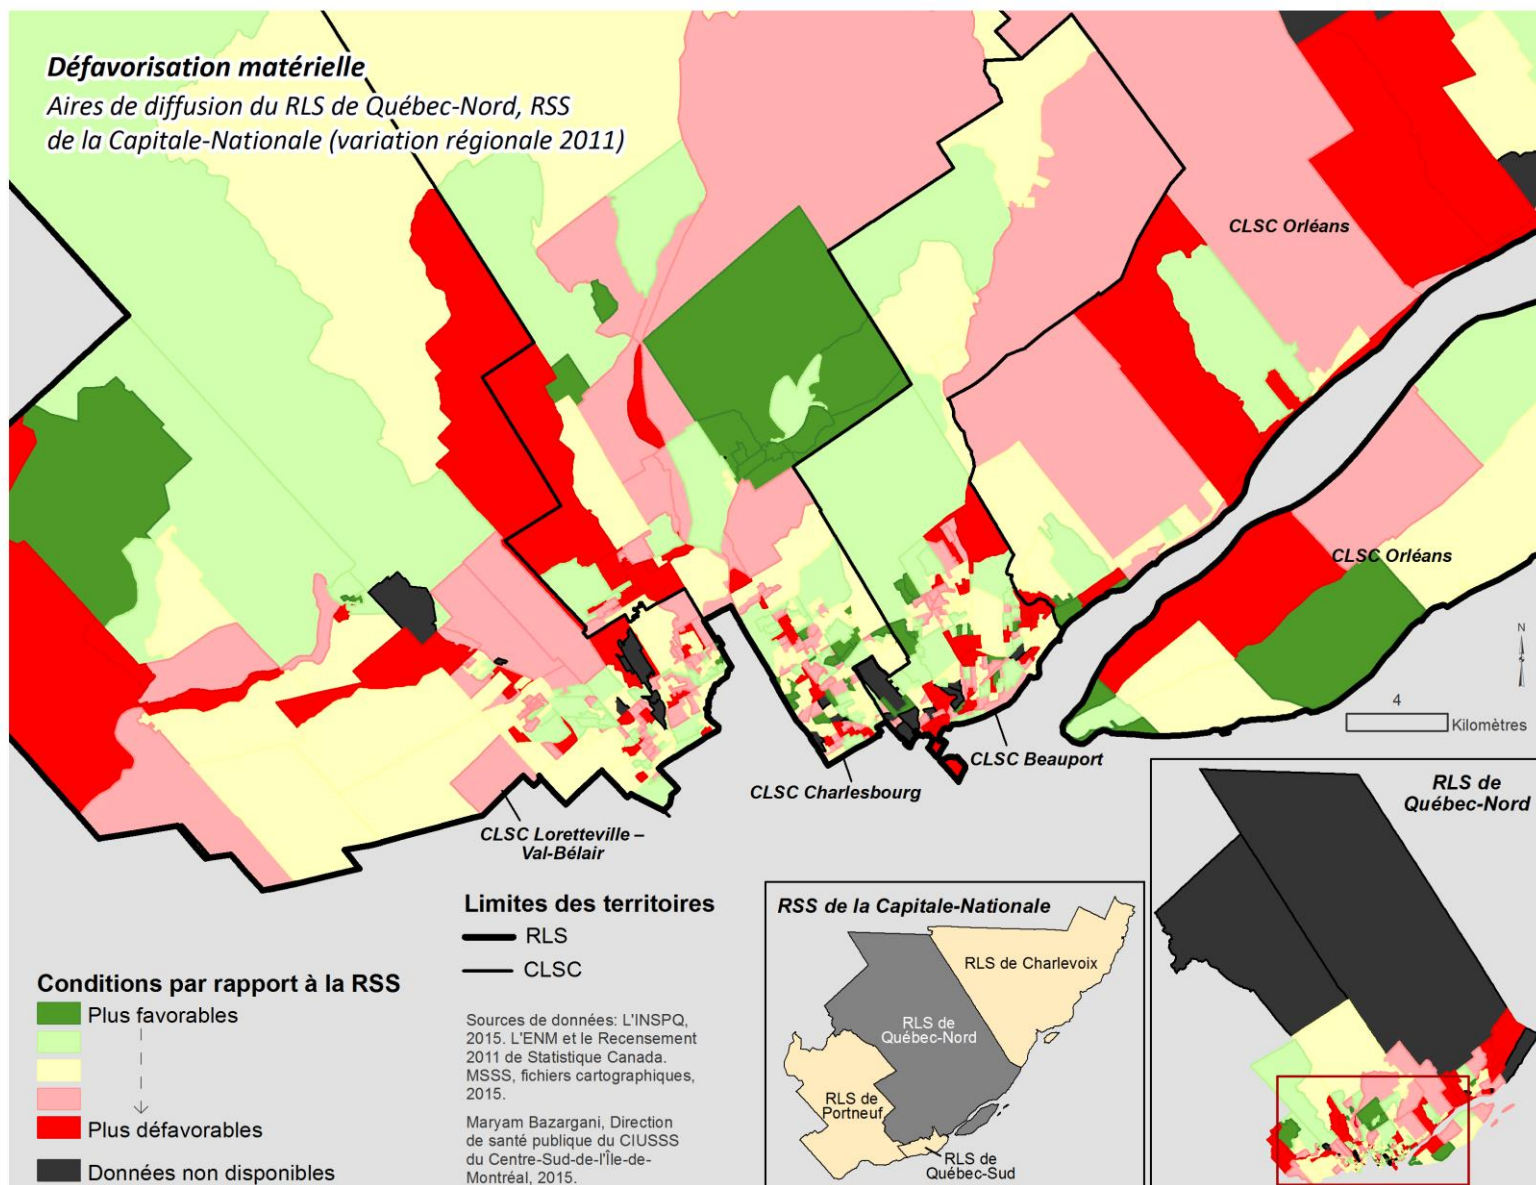 Défavorisation matérielle
Aires de diffusion du RLS de Québec-Nord, RSS
de la Capitale-Nationale (variation régionale 2011)
CLSC Orléans
CLSC Orléans
N
4
Kilomètres
CLSC Beauport
CLSC Charlesbourg
CLSC Loretteville –
Val-Bélair
Limites des territoires
RLS
CLSC
Conditions par rapport à la RSS
Plus favorables
Plus défavorables
Données non disponibles
Sources de données: L'INSPQ,
2015. L'ENM et le Recensement
2011 de Statistique Canada.
MSSS, fichiers cartographiques,
2015.
Maryam Bazargani, Direction
de santé publique du CIUSSS
du Centre-Sud-de-l'Île-de-
Montréal, 2015.
RSS de la Capitale-Nationale
RLS de Charlevoix
RLS de
Québec-Nord
RLS de
Portneuf
RLS de
Québec-Sud
RLS de
Québec-Nord